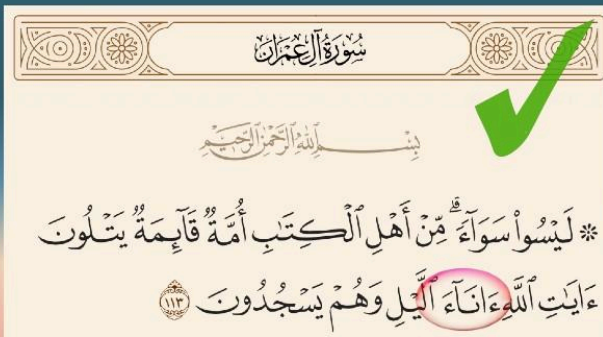 سُورَةُ آلِ عِمۡرَان
بِسۡمِ ٱللَّهِ ٱلرَّحۡمَٰنِ ٱلرَّحِيمِ
۞ لَيۡسُواْ سَوَآءٗۗ مِّنۡ أَهۡلِ ٱلۡكِتَٰبِ أُمَّةٞ قَآئِمَةٞ يَتۡلُونَ
ءَايَٰتِ ٱللَّهِ ءَانَآءَ ٱلَّيۡلِ وَهُمۡ يَسۡجُدُونَ ١١٣